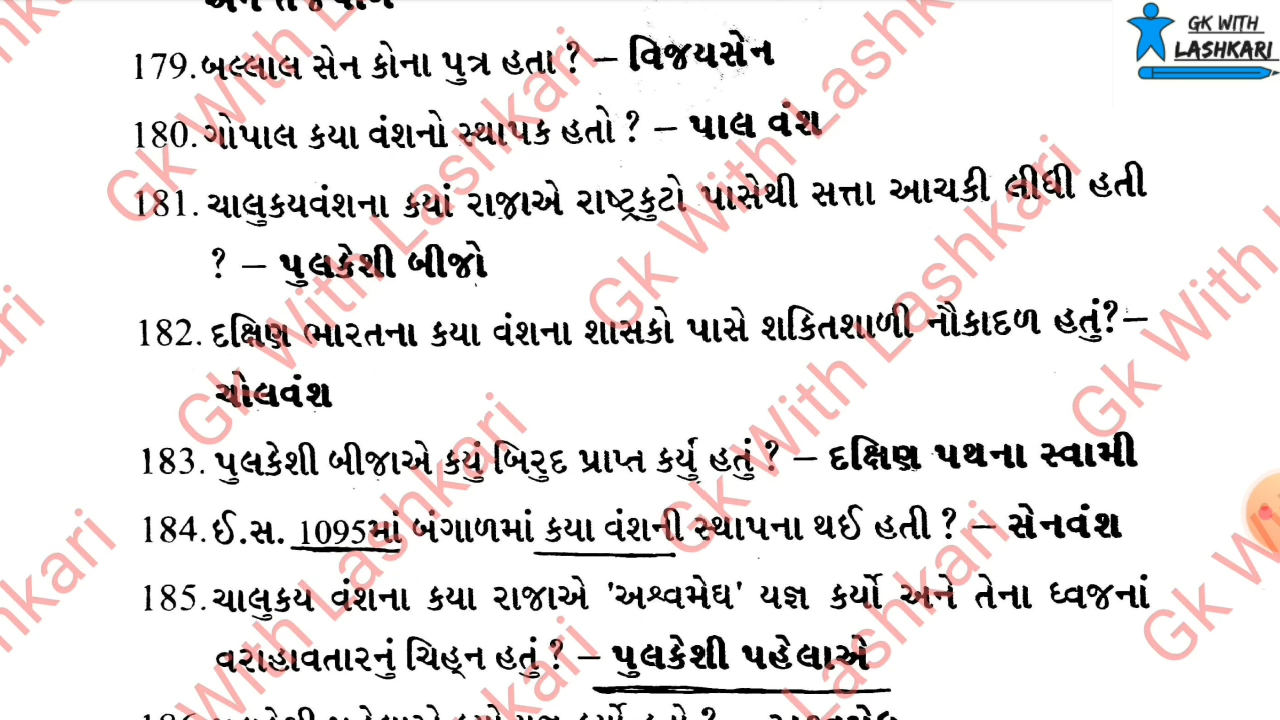 GK WITH
LASHKARI
179. બલ્લાલ સેન કોના પુત્ર હતા ? – વિજયસેન
180. ગોપાલ કયા વંશનો સ્થાપક હતો ? – પાલ વંશ
181. ચાલુકયવંશના કયાં રાજાએ રાષ્ટ્રકુટો પાસેથી સત્તા આચકી લીધી હતી
? – પુલકેશી બીજો
182. દક્ષિણ ભારતના કયા વંશના શાસકો પાસે શકિતશાળી નૌકાદળ હતું? –
ચોલવંશ
183. પુલકેશી બીજાએ કયું બિરુદ પ્રાપ્ત કર્યું હતું ? – દક્ષિણ પથના સ્વામી
184. ઈ.સ. 1095માં બંગાળમાં કયા વંશની સ્થાપના થઈ હતી ? – સેનવંશ
185. ચાલુકય વંશના કયા રાજાએ 'અશ્વમેઘ' યજ્ઞ કર્યો અને તેના ધ્વજનાં
વરાહાવતારનું ચિહ્ન હતું ? – પુલકેશી પહેલાએ
Gk With Lashkari